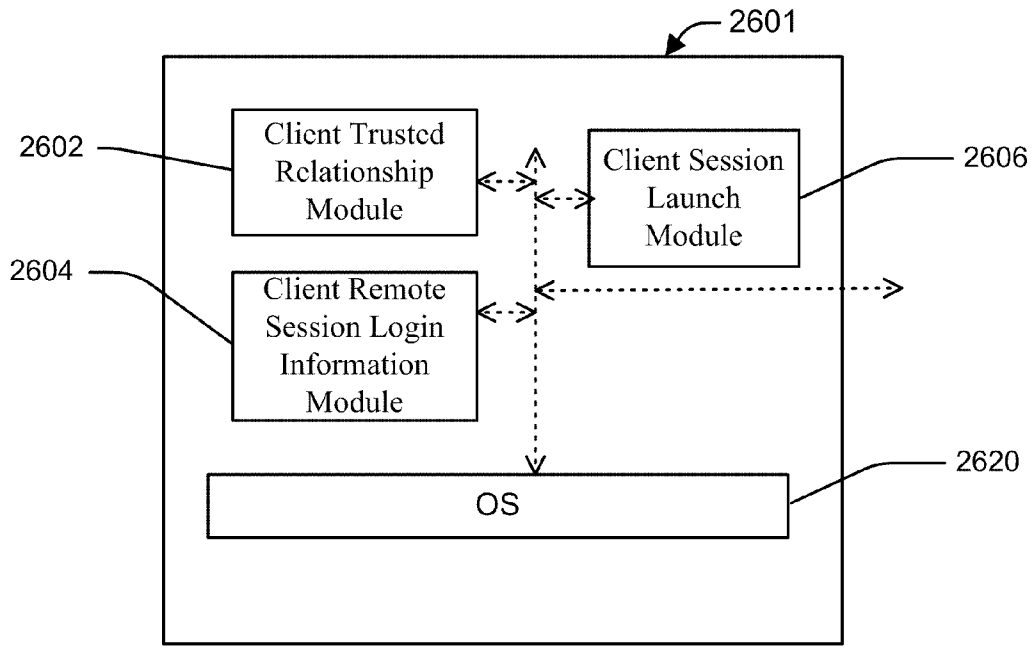 2601
Client Trusted
Relationship
Module
2602
Client Session
Launch
Module
2606
2604
Client Remote
Session Login
Information
Module
OS
2620